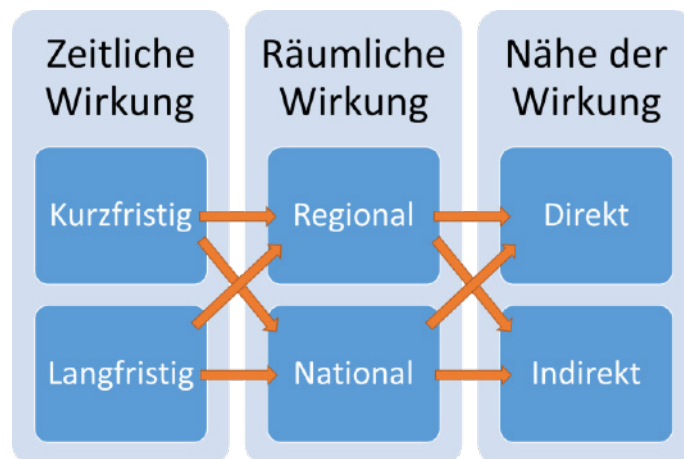 Zeitliche
Wirkung
Räumliche
Wirkung
Nähe der
Wirkung
Kurzfristig
Regional
Direkt
Langfristig
National
Indirekt